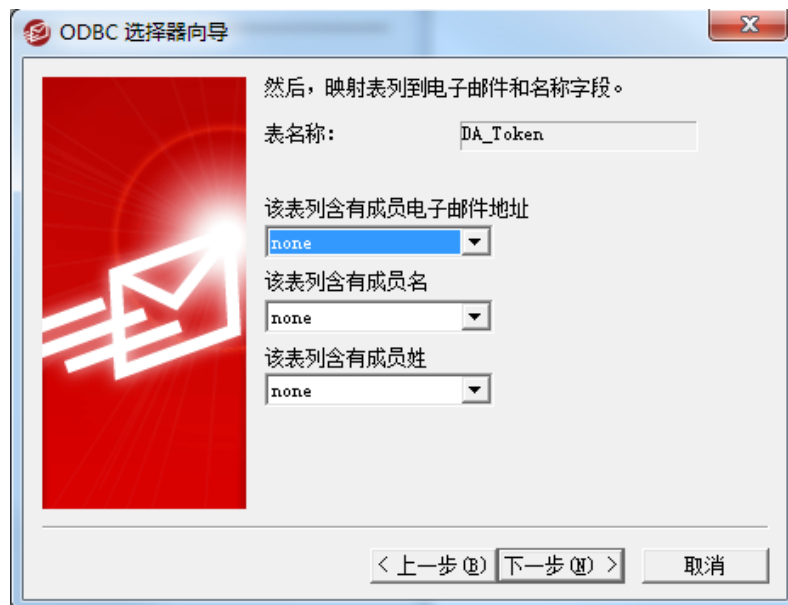 ODBC 选择器向导
然后，映射表列到电子邮件和名称字段。
表名称： DA_Token
该表列含有成员电子邮件地址
none
该表列含有成员名
none
该表列含有成员姓
none
< 上一步(B) 下一步(N) > 取消